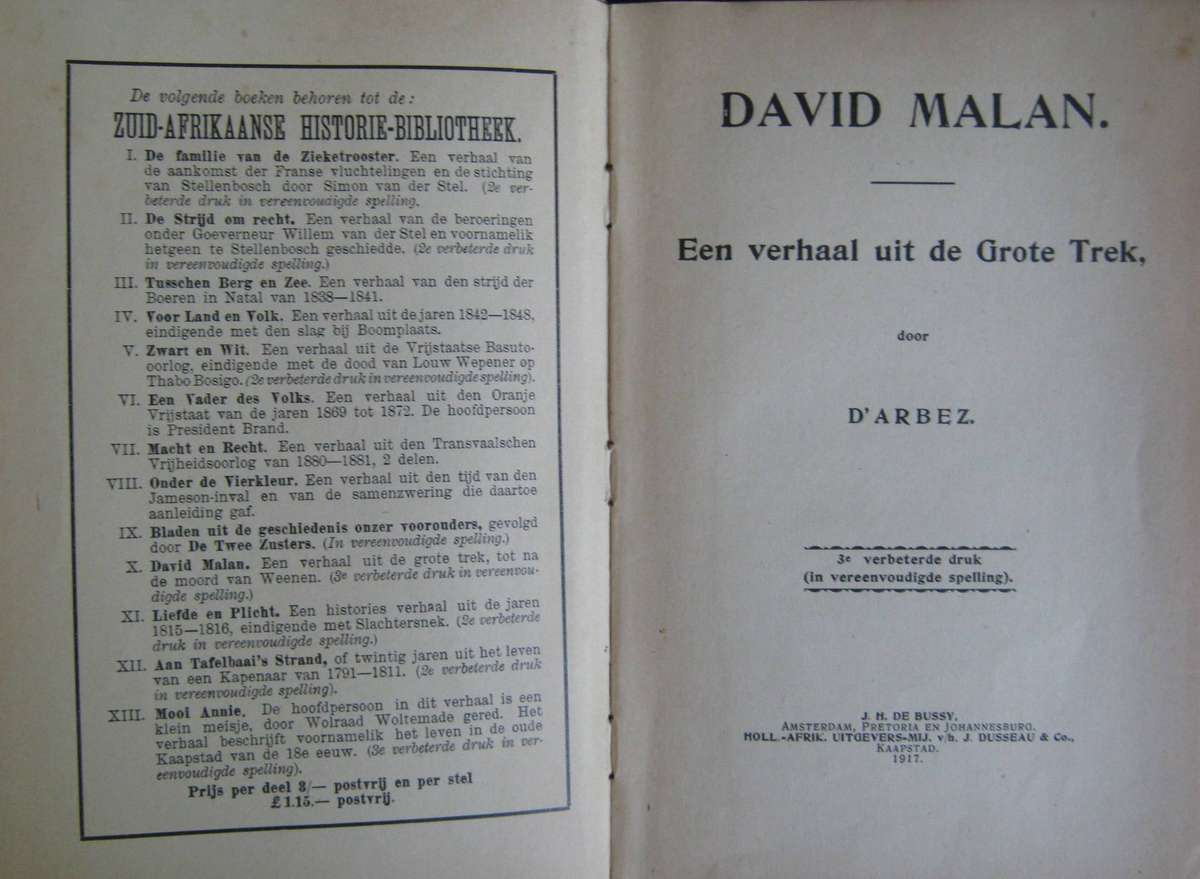 De volgende boeken behoren tot de:
ZUID-AFRIKAANSE HISTORIE-BIBLIOTHEEK.
I. De familie van de Zieketrooster. Een verhaal van
de aankomst der Franse vluchtelingen en de stichting
van Stellenbosch door Simon van der Stel. (2e ver-
beterde druk in vereenvoudigde spelling.
II. De Strijd om recht. Een verhaal van de beroeringen
onder Goeverneur Willem van der Stel en voornamelik
hetgeen te Stellenbosch geschiedde. (2e verbeterde druk
in vereenvoudigde spelling.)
III. Tusschen Berg en Zee. Een verhaal van den strijd der
Boeren in Natal van 1838—1841.
IV. Voor Land en Volk. Een verhaal uit de jaren 1842—1848,
eindigende met den slag bij Boomplaats.
V. Zwart en Wit. Een verhaal uit de Vrijstaatse Basuto-
oorlog, eindigende met de dood van Louw Wepener op
Thabo Bosigo. (2e verbeterde druk in vereenvoudigde spelling).
VI. Een Vader des Volks. Een verhaal uit den Oranje
Vrijstaat van de jaren 1869 tot 1872. De hoofdpersoon
is President Brand.
VII. Macht en Recht. Een verhaal uit den Transvaalschen
Vrijheidsoorlog van 1880—1881, 2 delen.
VIII. Onder de Vierkleur. Een verhaal uit den tijd van den
Jameson-inval en van de samenzwering die daartoe
aanleiding gaf.
IX. Bladen uit de geschiedenis onzer voorouders, gevolgd
door De Twee Zusters. (In vereenvoudigde spelling.)
X. David Malan. Een verhaal uit de grote trek, tot na
de moord van Weenen. (3e verbeterde druk in vereenvou-
digde spelling.)
XI. Liefde en Plicht. Een histories verhaal uit de jaren
1815—1816, eindigende met Slachtersnek. (2e verbeterde
druk in vereenvoudigde spelling.)
XII. Aan Tafelbaai's Strand, of twintig jaren uit het leven
van een Kapenaar van 1791—1811. (2e verbeterde druk
in vereenvoudigde spelling).
XIII. Mooi Annie. De hoofdpersoon in dit verhaal is een
klein meisje, door Wolraad Woltemade gered. Het
verhaal beschrijft voornamelik het leven in de oude
Kaapstad van de 18e eeuw. (3e verbeterde druk in ver-
eenvoudigde spelling).
Prijs per deel 3/— postvrij en per stel
£1.15.— postvrij.
DAVID MALAN.
Een verhaal uit de Grote Trek,
door
D'ARBEZ.
3e verbeterde druk
(in vereenvoudigde spelling).
J. H. DE BUSSY,
AMSTERDAM, PRETORIA EN JOHANNESBURG.
HOLL.-AFRIK. UITGEVERS-MIJ. v/h. J. DUSSEAU & Co.,
KAAPSTAD.
1917.